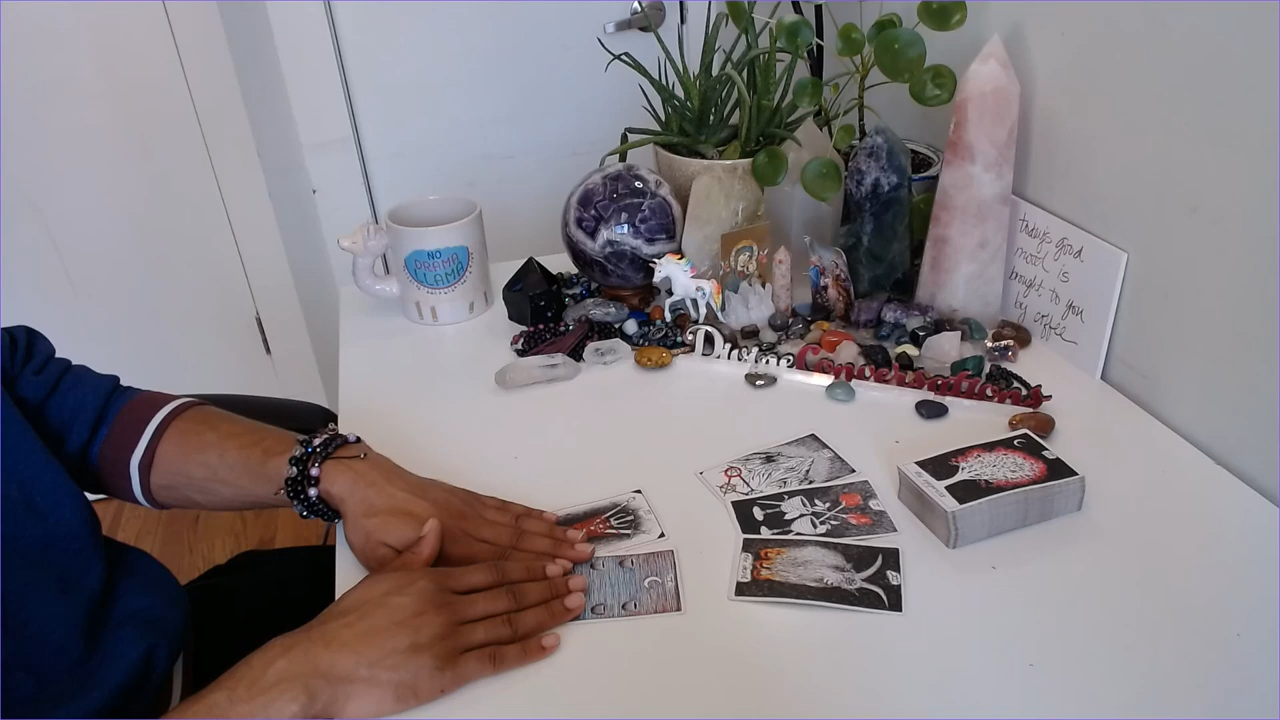 NO
DRAMA
LLAMA
today's good
mood is
brought to you
by coffee
Divine Conversations